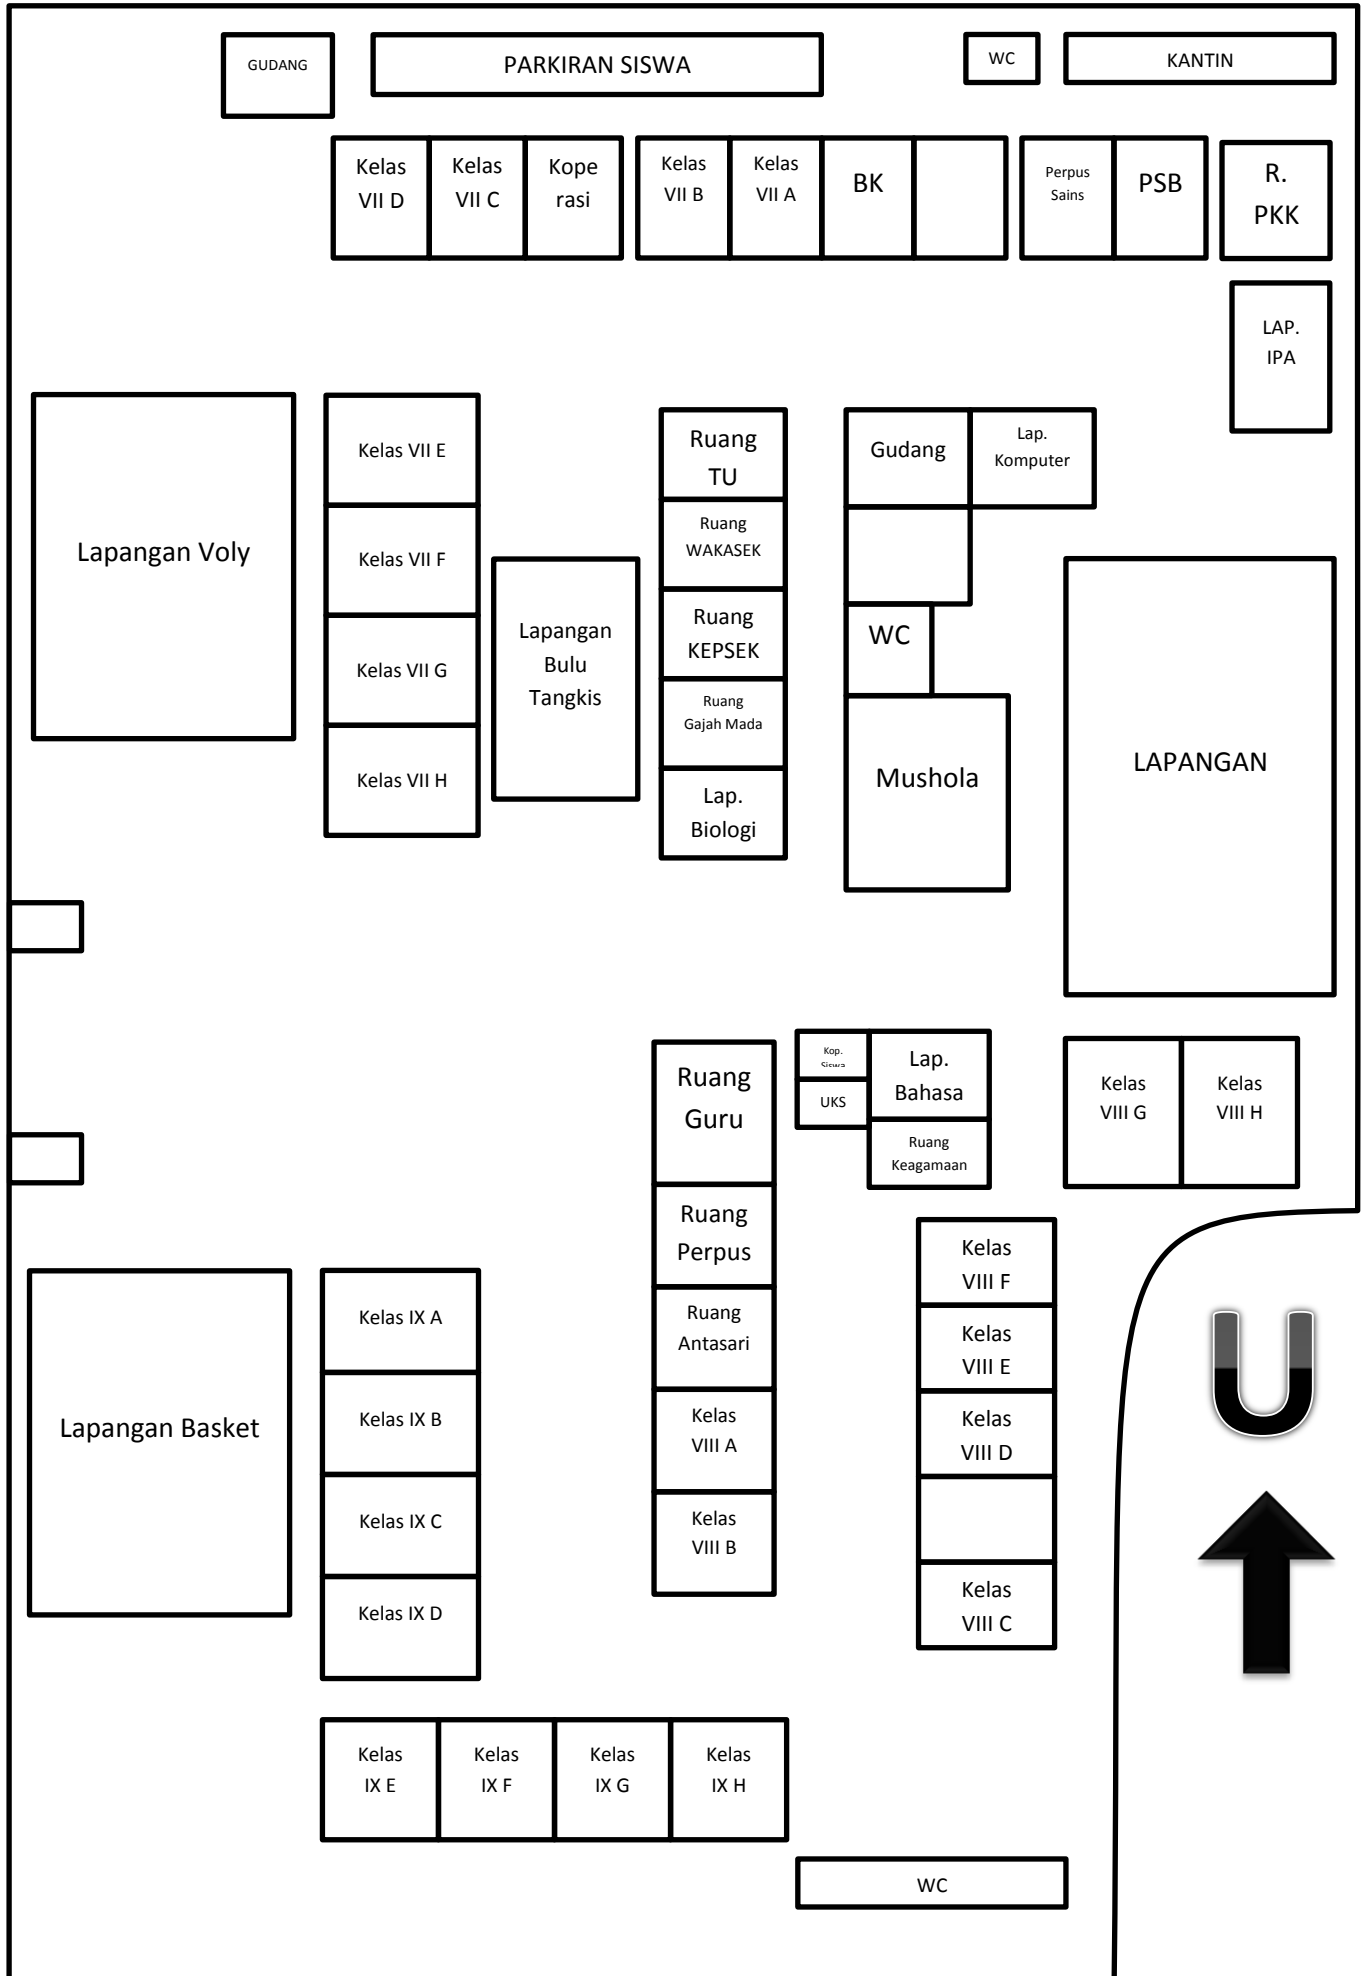 GUDANG
PARKIRAN SISWA
WC
KANTIN
Kelas
VII D
Kelas
VII C
Kope
rasi
Kelas
VII B
Kelas
VII A
BK
Perpus
Sains
PSB
R.
PKK
LAP.
IPA
Lapangan Voly
Kelas VII E
Kelas VII F
Kelas VII G
Kelas VII H
Lapangan
Bulu
Tangkis
Ruang
TU
Ruang
WAKASEK
Ruang
KEPSEK
Ruang
Gajah Mada
Lap.
Biologi
Gudang
Lap.
Komputer
WC
Mushola
LAPANGAN
Ruang
Guru
Kop.
Siswa
UKS
Lap.
Bahasa
Ruang
Keagamaan
Kelas
VIII G
Kelas
VIII H
Ruang
Perpus
Ruang
Antasari
Kelas
VIII A
Kelas
VIII B
Kelas
VIII F
Kelas
VIII E
Kelas
VIII D
Kelas
VIII C
U
Lapangan Basket
Kelas IX A
Kelas IX B
Kelas IX C
Kelas IX D
Kelas
IX E
Kelas
IX F
Kelas
IX G
Kelas
IX H
WC